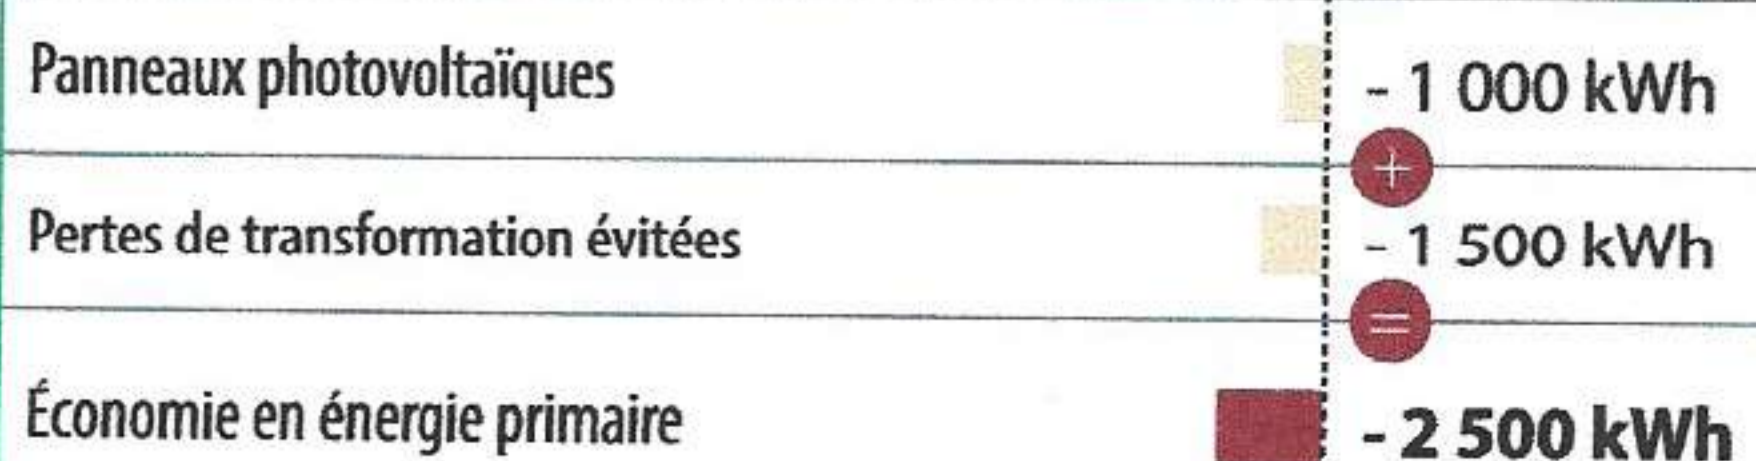 Panneaux photovoltaïques - 1 000 kWh
+
Pertes de transformation évitées - 1 500 kWh
=
Économie en énergie primaire - 2 500 kWh